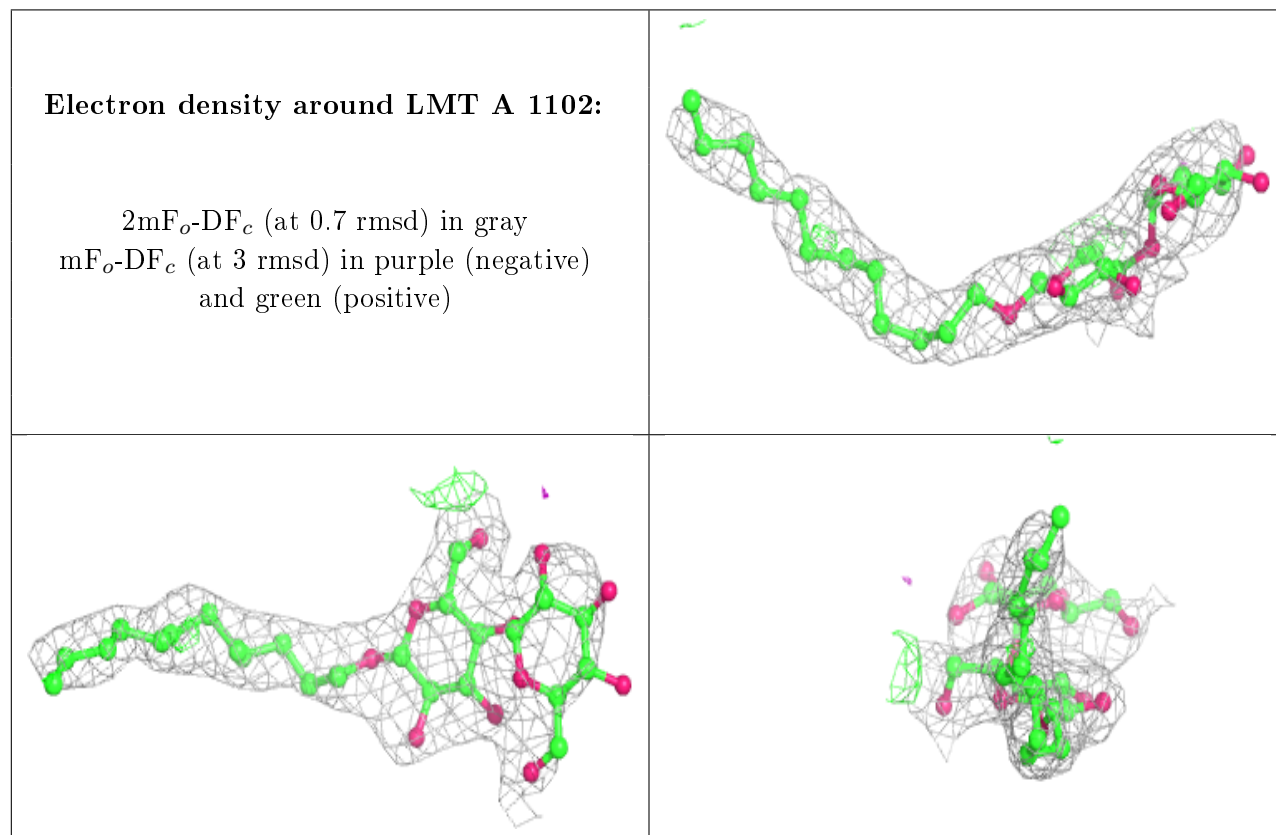 Electron density around LMT A 1102:
2mFo-DFc (at 0.7 rmsd) in gray
mFo-DFc (at 3 rmsd) in purple (negative)
and green (positive)